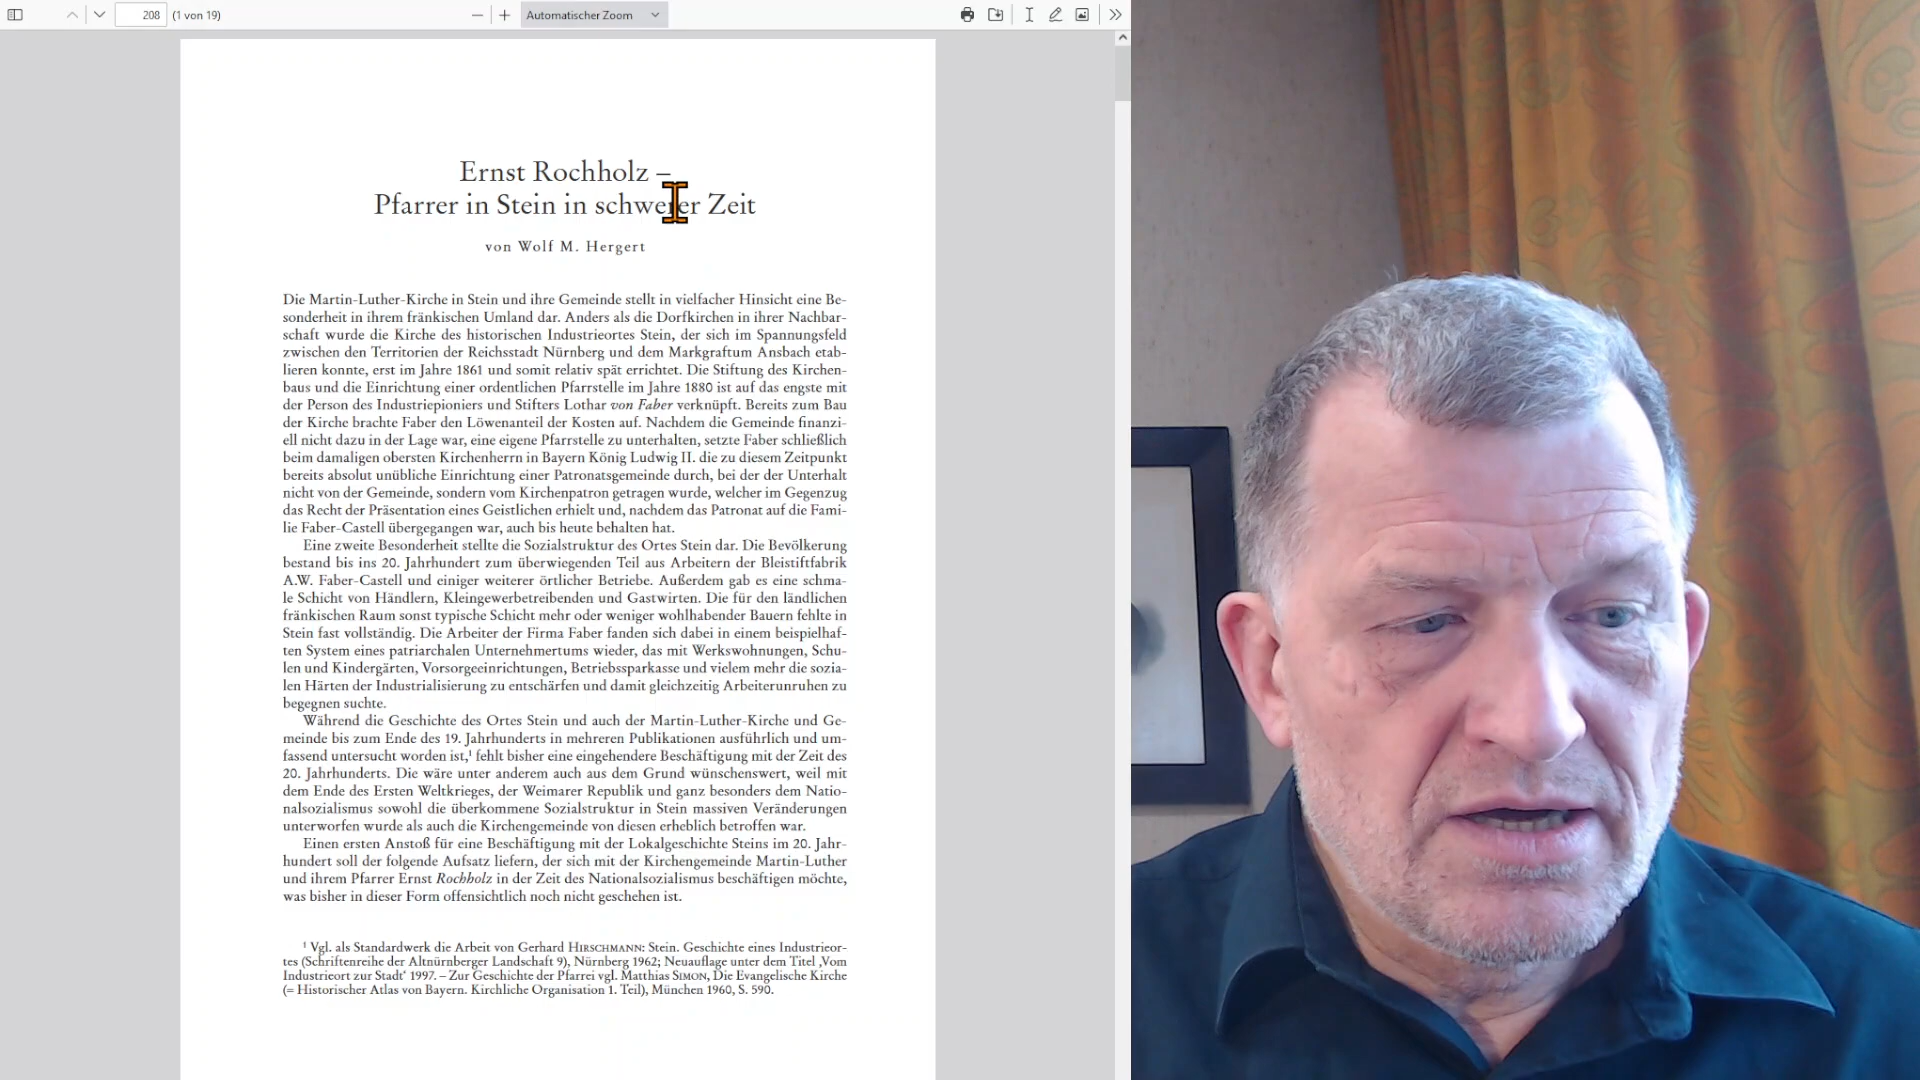 208
(1 von 19)
Automatischer Zoom
Ernst Rochholz –
Pfarrer in Stein in schwerer Zeit
von Wolf M. Hergert
Die Martin-Luther-Kirche in Stein und ihre Gemeinde stellt in vielfacher Hinsicht eine Be-
sonderheit in ihrem fränkischen Umland dar. Anders als die Dorfkirchen in ihrer Nachbar-
schaft wurde die Kirche des historischen Industrieortes Stein, der sich im Spannungsfeld
zwischen den Territorien der Reichsstadt Nürnberg und dem Markgraftum Ansbach etab-
lieren konnte, erst im Jahre 1861 und somit relativ spät errichtet. Die Stiftung des Kirchen-
baus und die Einrichtung einer ordentlichen Pfarrstelle im Jahre 1880 ist auf das engste mit
der Person des Industriepioniers und Stifters Lothar von Faber verknüpft. Bereits zum Bau
der Kirche brachte Faber den Löwenanteil der Kosten auf. Nachdem die Gemeinde finanzi-
ell nicht dazu in der Lage war, eine eigene Pfarrstelle zu unterhalten, setzte Faber schließlich
beim damaligen obersten Kirchenherrn in Bayern König Ludwig II. die zu diesem Zeitpunkt
bereits absolut unübliche Einrichtung einer Patronatsgemeinde durch, bei der der Unterhalt
nicht von der Gemeinde, sondern vom Kirchenpatron getragen wurde, welcher im Gegenzug
das Recht der Präsentation eines Geistlichen erhielt und, nachdem das Patronat auf die Fami-
lie Faber-Castell übergegangen war, auch bis heute behalten hat.
Eine zweite Besonderheit stellte die Sozialstruktur des Ortes Stein dar. Die Bevölkerung
bestand bis ins 20. Jahrhundert zum überwiegenden Teil aus Arbeitern der Bleistiftfabrik
A.W. Faber-Castell und einiger weiterer örtlicher Betriebe. Außerdem gab es eine schma-
le Schicht von Händlern, Kleingewerbetreibenden und Gastwirten. Die für den ländlichen
fränkischen Raum sonst typische Schicht mehr oder weniger wohlhabender Bauern fehlte in
Stein fast vollständig. Die Arbeiter der Firma Faber fanden sich dabei in einem beispielhaf-
ten System eines patriarchalen Unternehmertums wieder, das mit Werkswohnungen, Schu-
len und Kindergärten, Vorsorgeeinrichtungen, Betriebssparkasse und vielem mehr die sozia-
len Härten der Industrialisierung zu entschärfen und damit gleichzeitig Arbeiterunruhen zu
begegnen suchte.
Während die Geschichte des Ortes Stein und auch der Martin-Luther-Kirche und Ge-
meinde bis zum Ende des 19. Jahrhunderts in mehreren Publikationen ausführlich und um-
fassend untersucht worden ist,¹ fehlt bisher eine eingehendere Beschäftigung mit der Zeit des
20. Jahrhunderts. Die wäre unter anderem auch aus dem Grund wünschenswert, weil mit
dem Ende des Ersten Weltkrieges, der Weimarer Republik und ganz besonders dem Natio-
nalsozialismus sowohl die überkommene Sozialstruktur in Stein massiven Veränderungen
unterworfen wurde als auch die Kirchengemeinde von diesen erheblich betroffen war.
Einen ersten Anstoß für eine Beschäftigung mit der Lokalgeschichte Steins im 20. Jahr-
hundert soll der folgende Aufsatz liefern, der sich mit der Kirchengemeinde Martin-Luther
und ihrem Pfarrer Ernst Rochholz in der Zeit des Nationalsozialismus beschäftigen möchte,
was bisher in dieser Form offensichtlich noch nicht geschehen ist.
¹ Vgl. als Standardwerk die Arbeit von Gerhard HIRSCHMANN: Stein. Geschichte eines Industrieor-
tes (Schriftenreihe der Altnürnberger Landschaft 9), Nürnberg 1962; Neuauflage unter dem Titel ‚Vom
Industrieort zur Stadt‘ 1997. – Zur Geschichte der Pfarrei vgl. Matthias SIMON, Die Evangelische Kirche
(= Historischer Atlas von Bayern. Kirchliche Organisation 1. Teil), München 1960, S. 590.